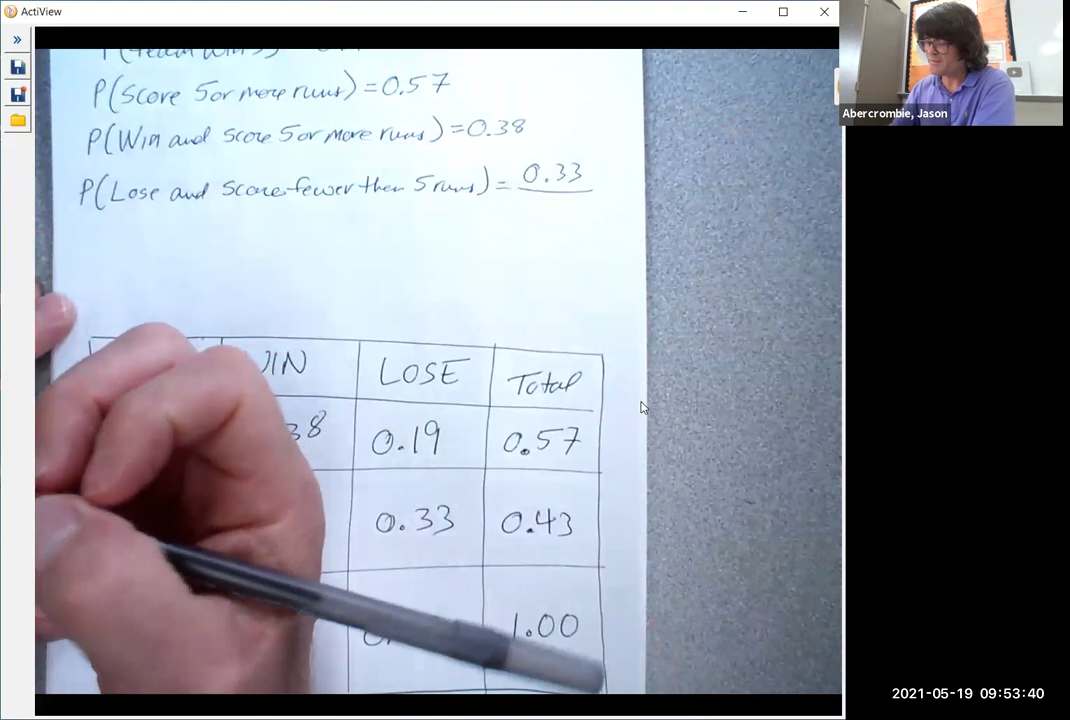 ActiView
P(Score 5 or more runs) = 0.57
P(Win and score 5 or more runs) = 0.38
P(Lose and score fewer then 5 runs) = 0.33
LOSE Total
0.19 0.57
0.33 0.43
1.00
Abercrombie, Jason
2021-05-19 09:53:40